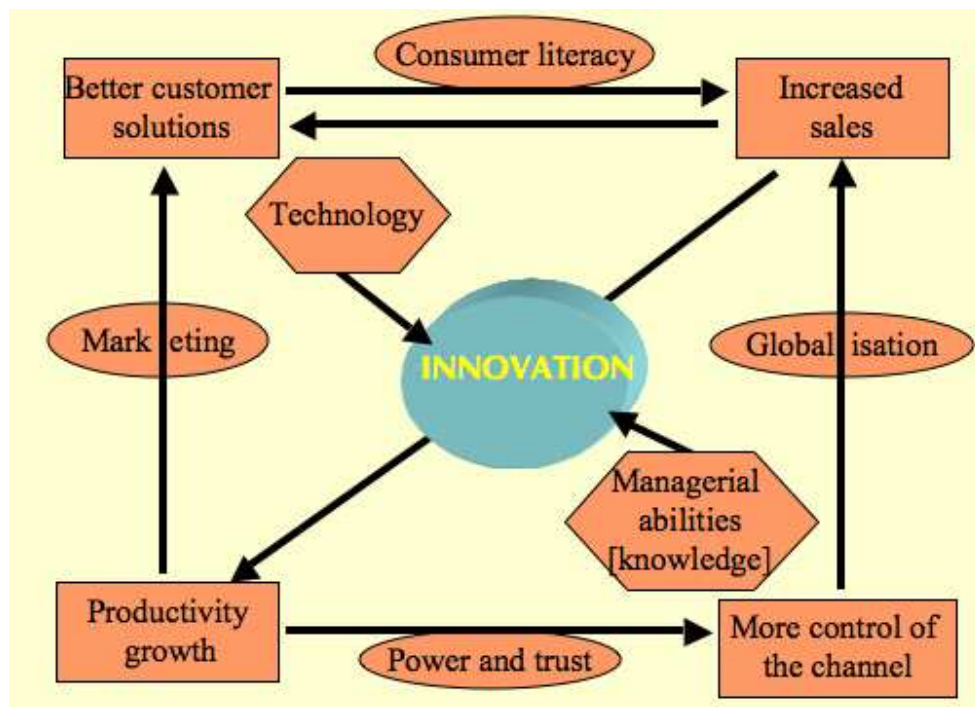 Consumer literacy
Better customer
solutions
Increased
sales
Technology
Marketing
INNOVATION
Globalisation
Managerial
abilities
[knowledge]
Productivity
growth
Power and trust
More control of
the channel